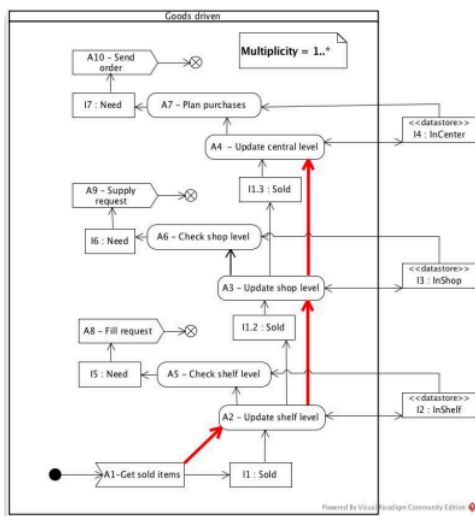 Goods driven
A10 - Send
order
Multiplicity = 1..*
I7 : Need
A7 - Plan purchases
<<datastore>>
I4 : InCenter
A4 - Update central level
A9 - Supply
request
I1.3 : Sold
I6 : Need
A6 - Check shop level
<<datastore>>
I3 : InShop
A3 - Update shop level
A8 - Fill request
I1.2 : Sold
I5 : Need
A5 - Check shelf level
<<datastore>>
I2 : InShelf
A2 - Update shelf level
A1-Get sold items
I1 : Sold
Powered By Visual Paradigm Community Edition